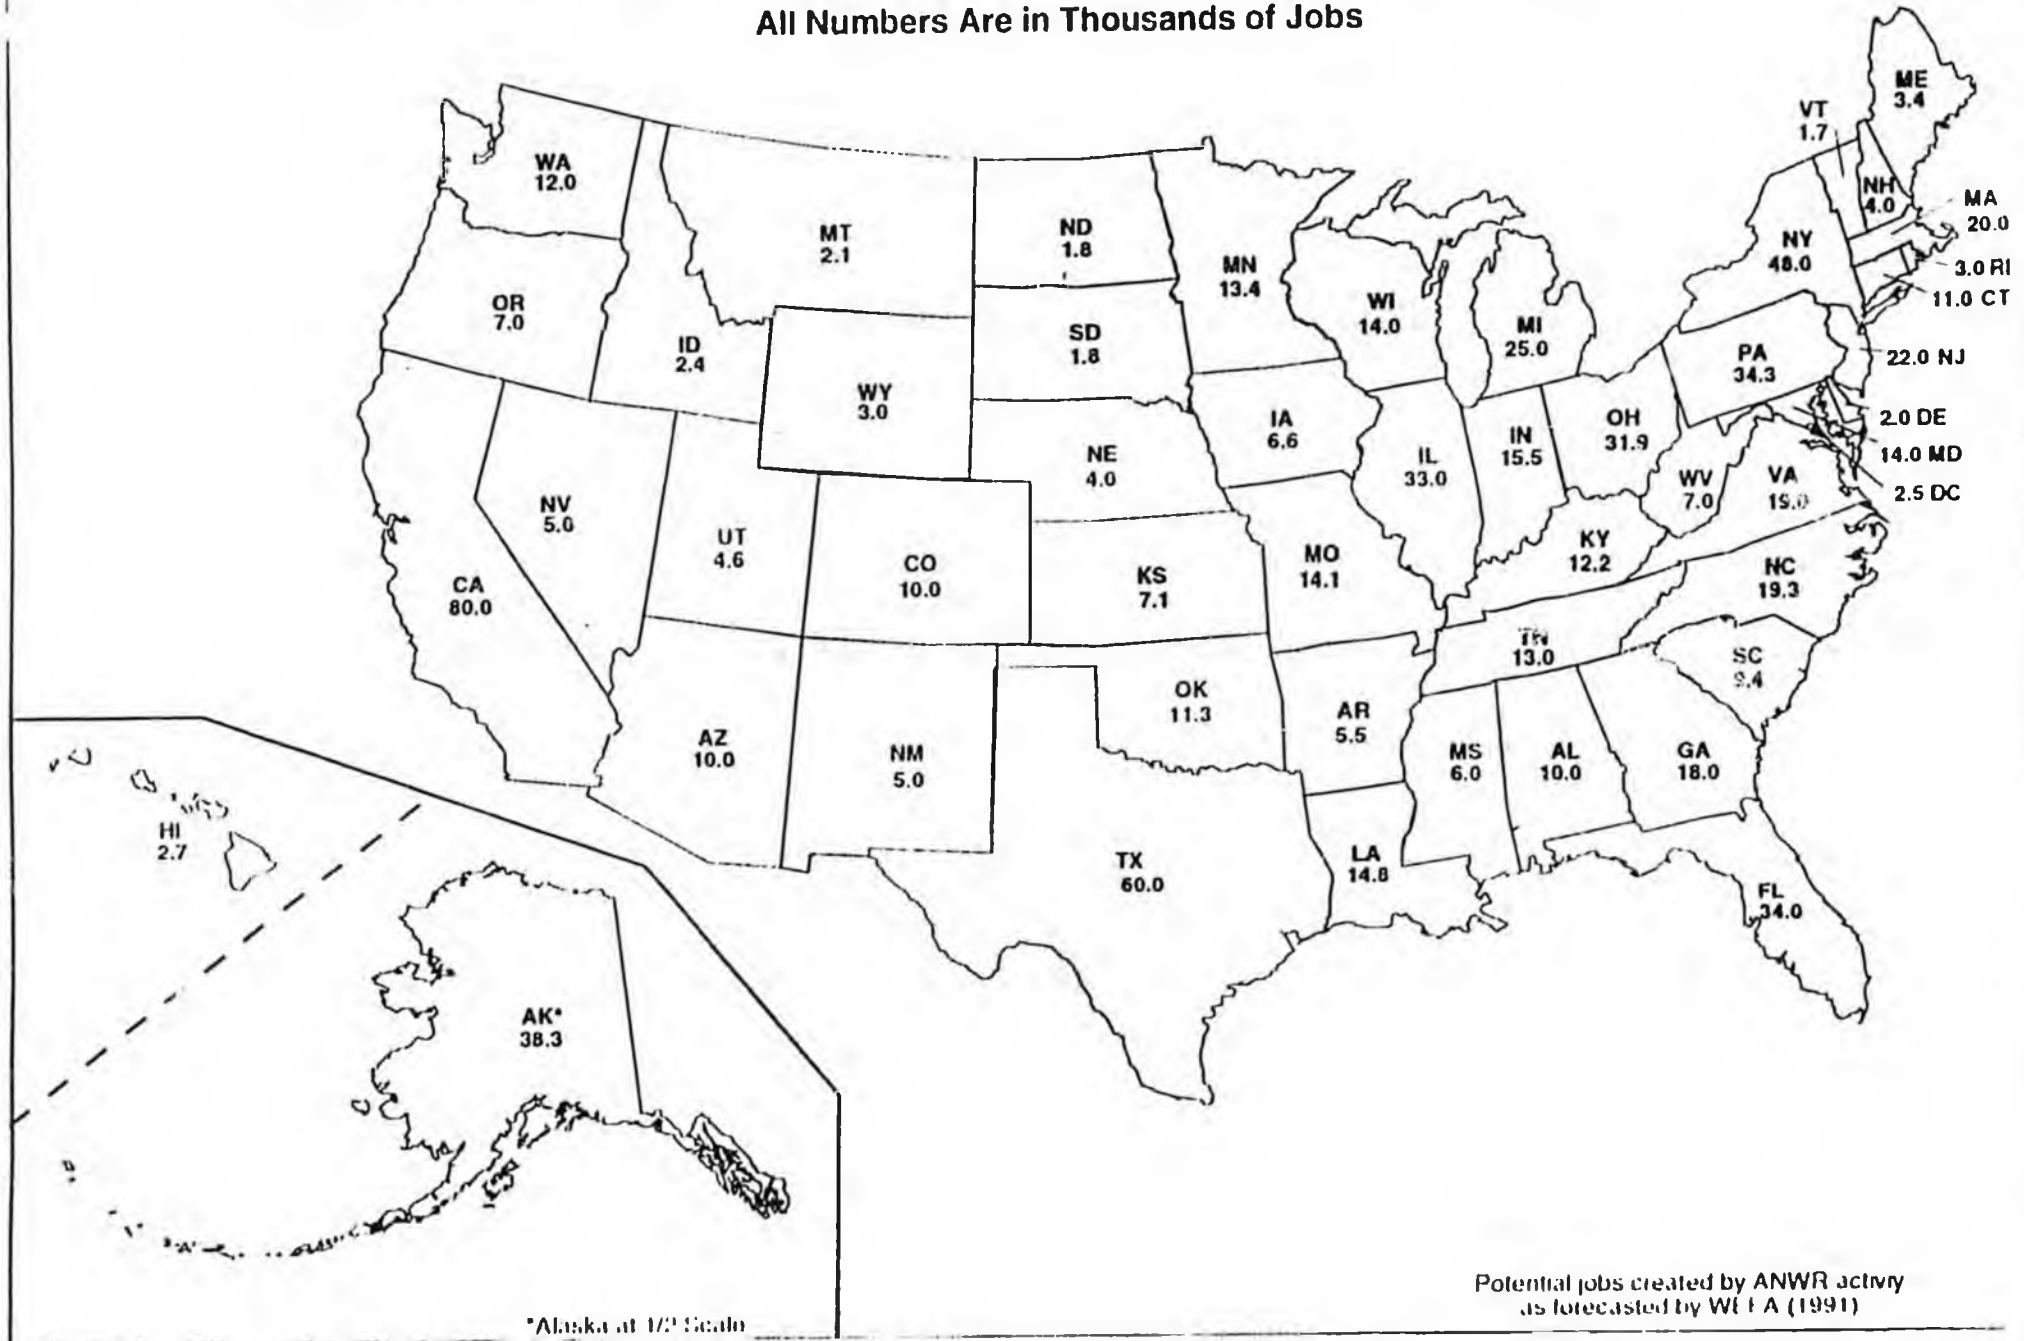 All Numbers Are in Thousands of Jobs
ME
3.4
VT
1.7
WA
12.0
NH
4.0
MA
20.0
MT
2.1
ND
1.8
NY
48.0
MN
13.4
3.0 RI
11.0 CT
OR
7.0
WI
14.0
MI
25.0
SD
1.8
ID
2.4
PA
34.3
22.0 NJ
WY
3.0
IA
6.6
OH
31.9
2.0 DE
IN
15.5
NE
4.0
IL
33.0
14.0 MD
WV
7.0
VA
19.0
2.5 DC
NV
5.0
UT
4.6
MO
14.1
KY
12.2
CO
10.0
KS
7.1
NC
19.3
CA
80.0
TN
13.0
SC
9.4
OK
11.3
AR
5.5
AZ
10.0
NM
5.0
MS
6.0
AL
10.0
GA
18.0
HI
2.7
TX
60.0
LA
14.8
FL
34.0
AK*
38.3
Potential jobs created by ANWR activity
as forecasted by WEFA (1991)
*Alaska at 1/2 Scale